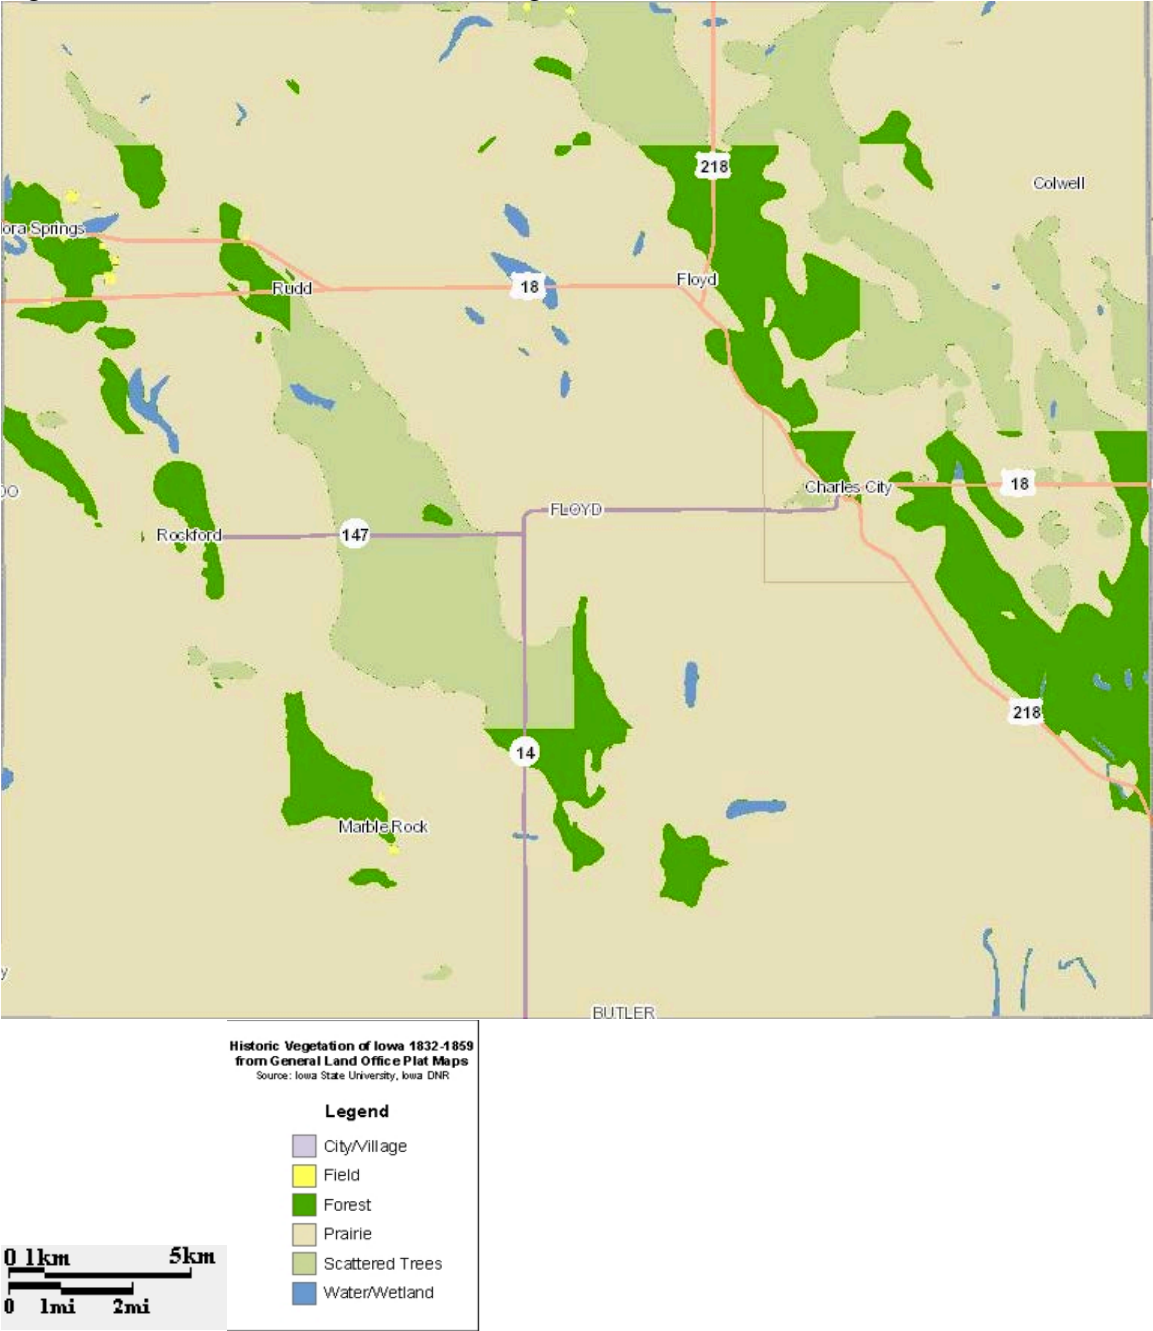 218
Colwell
ora Springs
Floyd
18
Rudd
Charles City
18
FLOYD
147
Rockford
218
14
Marble Rock
y
BUTLER
Historic Vegetation of Iowa 1832-1859
from General Land Office Plat Maps
Source: Iowa State University, Iowa DNR
Legend
City/Village
Field
Forest
Prairie
Scattered Trees
Water/Wetland
0 1km 5km
0 1mi 2mi